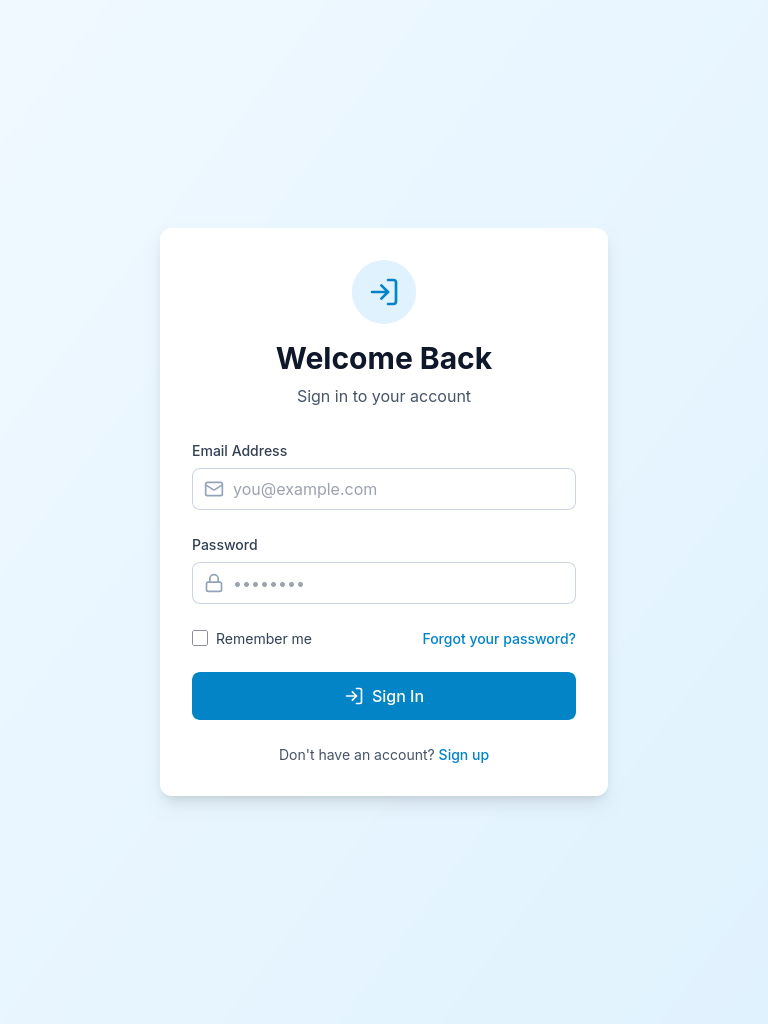 Welcome Back
Sign in to your account
Email Address
you@example.com
Password
••••••••
Remember me
Forgot your password?
Sign In
Don't have an account? Sign up